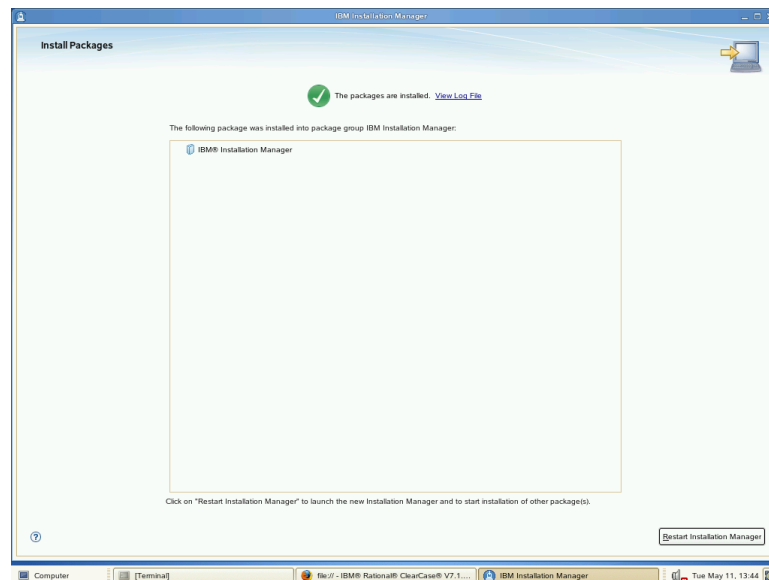 IBM Installation Manager
Install Packages
The packages are installed. View Log File
The following package was installed into package group IBM Installation Manager:
IBM® Installation Manager
Click on "Restart Installation Manager" to launch the new Installation Manager and to start installation of other package(s).
Restart Installation Manager
Computer
[Terminal]
file:// - IBM® Rational® ClearCase® V7.1....
IBM Installation Manager
Tue May 11, 13:44